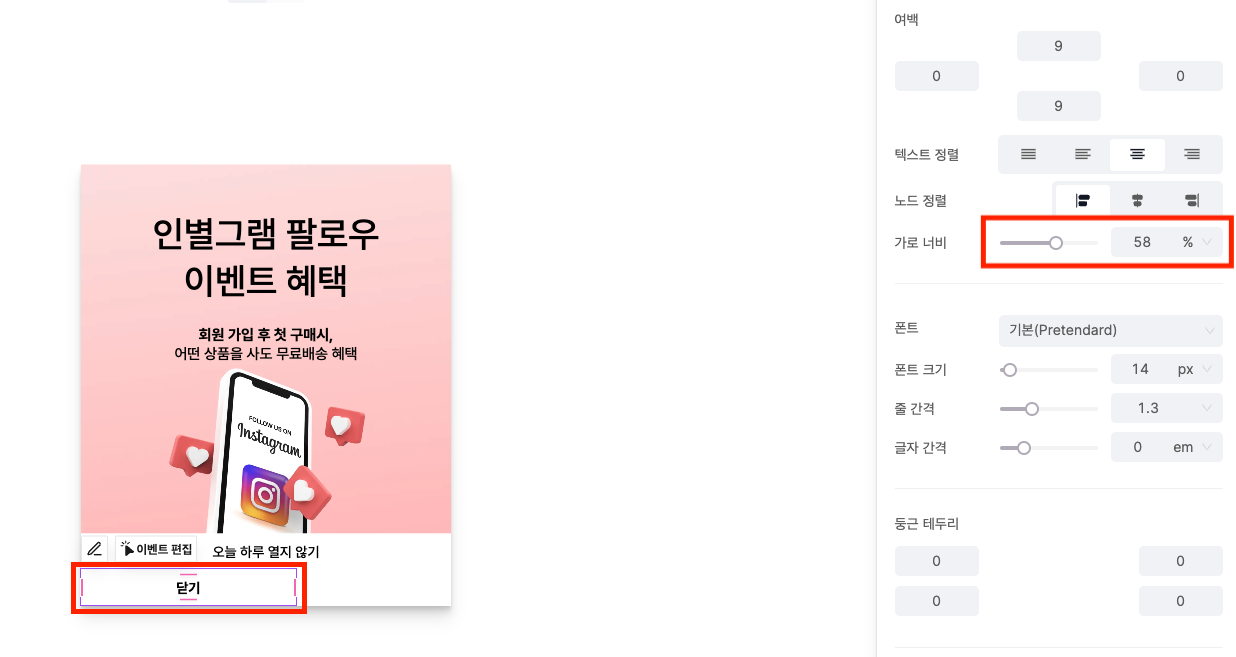 여백
9
0
0
9
텍스트 정렬
노드 정렬
가로 너비
58 %
폰트
기본(Pretendard)
폰트 크기
14 px
줄 간격
1.3
글자 간격
0 em
둥근 테두리
0
0
0
0
인별그램 팔로우
이벤트 혜택
회원 가입 후 첫 구매시,
어떤 상품을 사도 무료배송 혜택
FOLLOW US ON
Instagram
이벤트 편집
오늘 하루 열지 않기
닫기